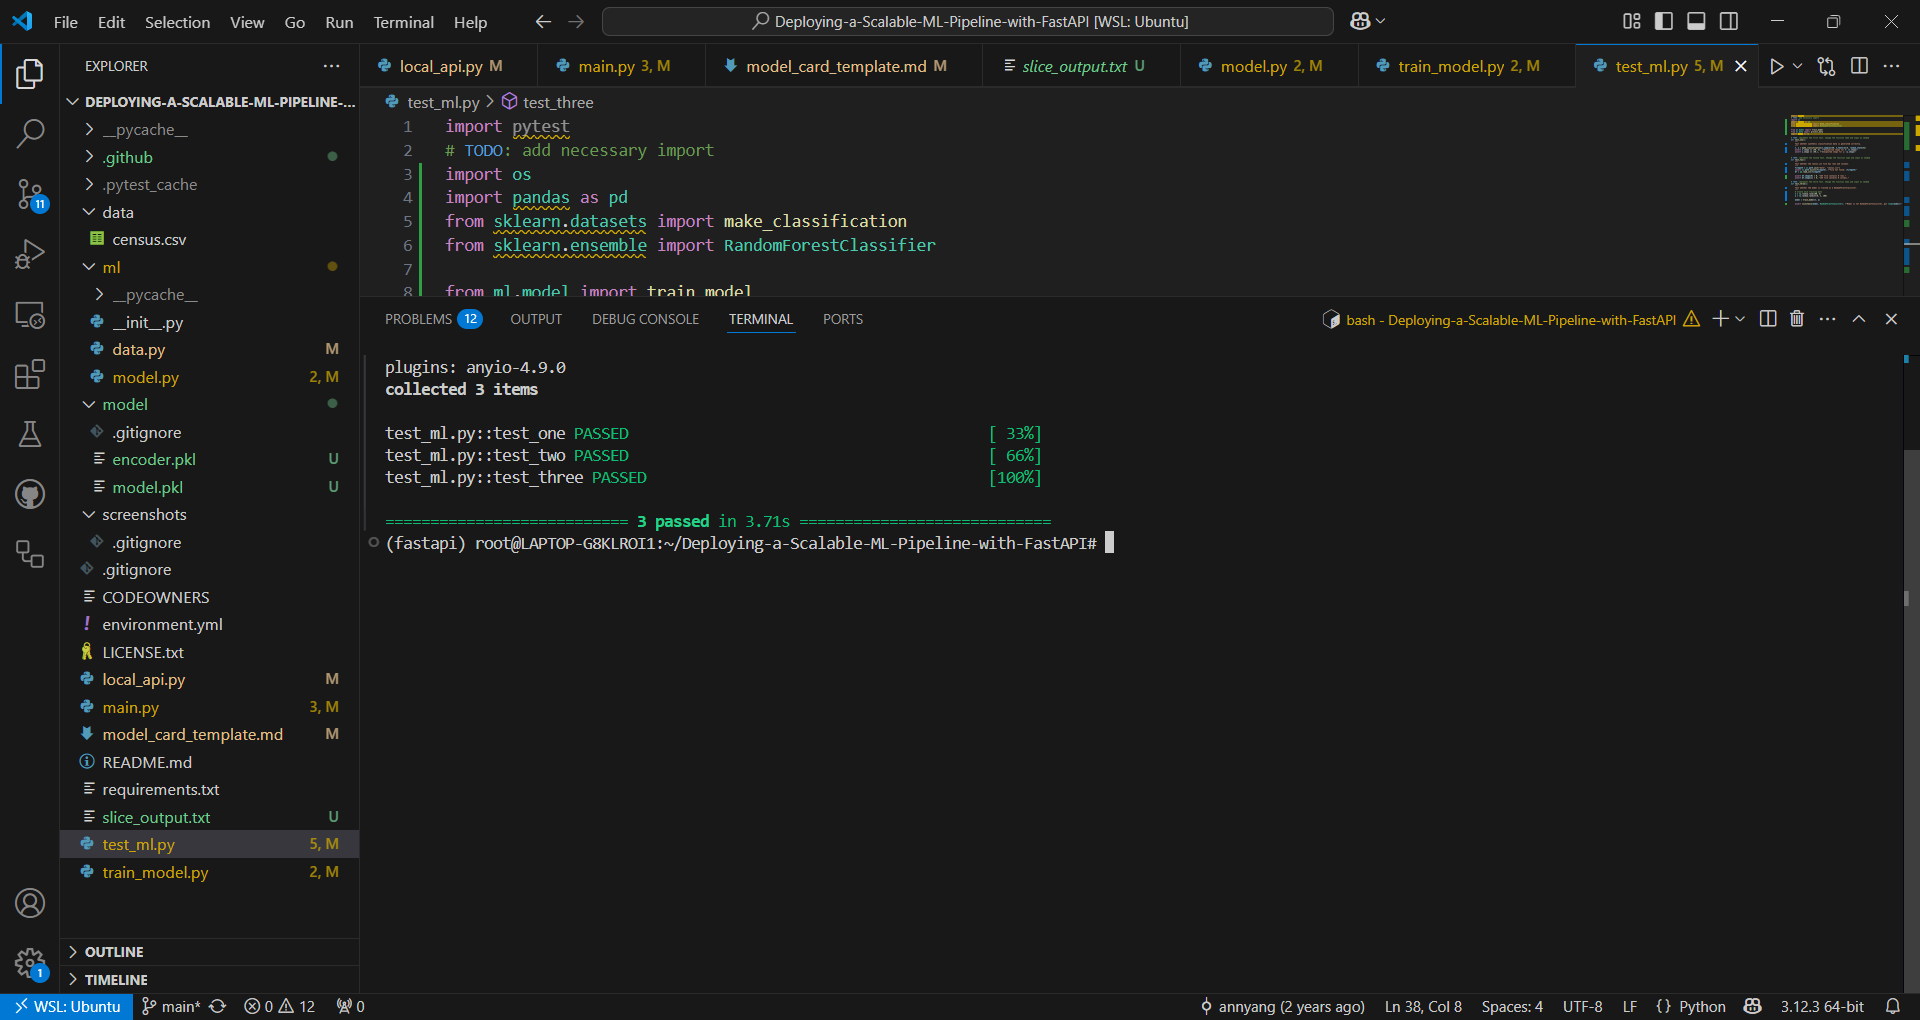 File Edit Selection View Go Run Terminal Help
Deploying-a-Scalable-ML-Pipeline-with-FastAPI [WSL: Ubuntu]
EXPLORER
local_api.py M
main.py 3, M
model_card_template.md M
slice_output.txt U
model.py 2, M
train_model.py 2, M
test_ml.py 5, M
DEPLOYING-A-SCALABLE-ML-PIPELINE-...
__pycache__
.github
.pytest_cache
data
census.csv
ml
__pycache__
__init__.py
data.py M
model.py 2, M
model
.gitignore
encoder.pkl U
model.pkl U
screenshots
.gitignore
.gitignore
CODEOWNERS
environment.yml
LICENSE.txt
local_api.py M
main.py 3, M
model_card_template.md M
README.md
requirements.txt
slice_output.txt U
test_ml.py 5, M
train_model.py 2, M
OUTLINE
TIMELINE
11
1
test_ml.py > test_three
1 import pytest
2 # TODO: add necessary import
3 import os
4 import pandas as pd
5 from sklearn.datasets import make_classification
6 from sklearn.ensemble import RandomForestClassifier
7
8 from ml.model import train_model
PROBLEMS 12 OUTPUT DEBUG CONSOLE TERMINAL PORTS
bash - Deploying-a-Scalable-ML-Pipeline-with-FastAPI
plugins: anyio-4.9.0
collected 3 items
test_ml.py::test_one PASSED [ 33%]
test_ml.py::test_two PASSED [ 66%]
test_ml.py::test_three PASSED [100%]
=========================== 3 passed in 3.71s ============================
(fastapi) root@LAPTOP-G8KLROI1:~/Deploying-a-Scalable-ML-Pipeline-with-FastAPI#
WSL: Ubuntu main* 0 12 0
annyang (2 years ago) Ln 38, Col 8 Spaces: 4 UTF-8 LF {} Python 3.12.3 64-bit